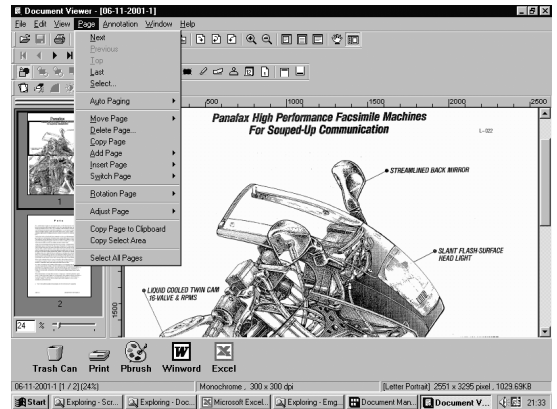 Document Viewer - [06-11-2001-1]
File Edit View Page Annotation Window Help
Next
Previous
Top
Last
Select...
Auto Paging
Move Page
Delete Page...
Copy Page
Add Page
Insert Page
Switch Page
Rotation Page
Adjust Page
Copy Page to Clipboard
Copy Select Area
Select All Pages
1
2
24 %
500 1000 1500 2000 2500
1500
Panafax High Performance Facsimile Machines
For Souped-Up Communication
L-022
STREAMLINED BACK MIRROR
SLANT FLASH-SURFACE
HEAD LIGHT
LIQUID COOLED TWIN CAM
16-VALVE & RPMS
Trash Can Print Pbrush Winword Excel
06-11-2001-1 [1 / 2] (24%) Monochrome , 300 x 300 dpi [Letter Portrait] 2551 x 3295 pixel , 1029.69KB
Start Exploring - Scr... Exploring - Doc... Microsoft Excel... Exploring - Emg... Document Man... Document V... 21:33